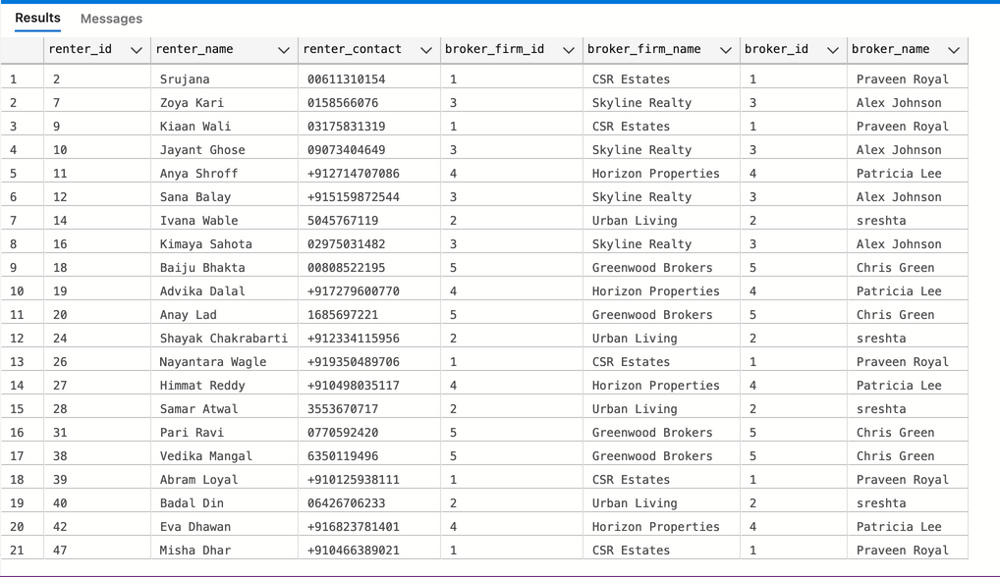 Results Messages
renter_id renter_name renter_contact broker_firm_id broker_firm_name broker_id broker_name
1 2 Srujana 00611310154 1 CSR Estates 1 Praveen Royal
2 7 Zoya Kari 0158566076 3 Skyline Realty 3 Alex Johnson
3 9 Kiaan Wali 03175831319 1 CSR Estates 1 Praveen Royal
4 10 Jayant Ghose 09073404649 3 Skyline Realty 3 Alex Johnson
5 11 Anya Shroff +912714707086 4 Horizon Properties 4 Patricia Lee
6 12 Sana Balay +915159872544 3 Skyline Realty 3 Alex Johnson
7 14 Ivana Wable 5045767119 2 Urban Living 2 sreshta
8 16 Kimaya Sahota 02975031482 3 Skyline Realty 3 Alex Johnson
9 18 Baiju Bhakta 00808522195 5 Greenwood Brokers 5 Chris Green
10 19 Advika Dalal +917279600770 4 Horizon Properties 4 Patricia Lee
11 20 Anay Lad 1685697221 5 Greenwood Brokers 5 Chris Green
12 24 Shayak Chakrabarti +912334115956 2 Urban Living 2 sreshta
13 26 Nayantara Wagle +919350489706 1 CSR Estates 1 Praveen Royal
14 27 Himmat Reddy +910498035117 4 Horizon Properties 4 Patricia Lee
15 28 Samar Atwal 3553670717 2 Urban Living 2 sreshta
16 31 Pari Ravi 0770592420 5 Greenwood Brokers 5 Chris Green
17 38 Vedika Mangal 6350119496 5 Greenwood Brokers 5 Chris Green
18 39 Abram Loyal +910125938111 1 CSR Estates 1 Praveen Royal
19 40 Badal Din 06426706233 2 Urban Living 2 sreshta
20 42 Eva Dhawan +916823781401 4 Horizon Properties 4 Patricia Lee
21 47 Misha Dhar +910466389021 1 CSR Estates 1 Praveen Royal